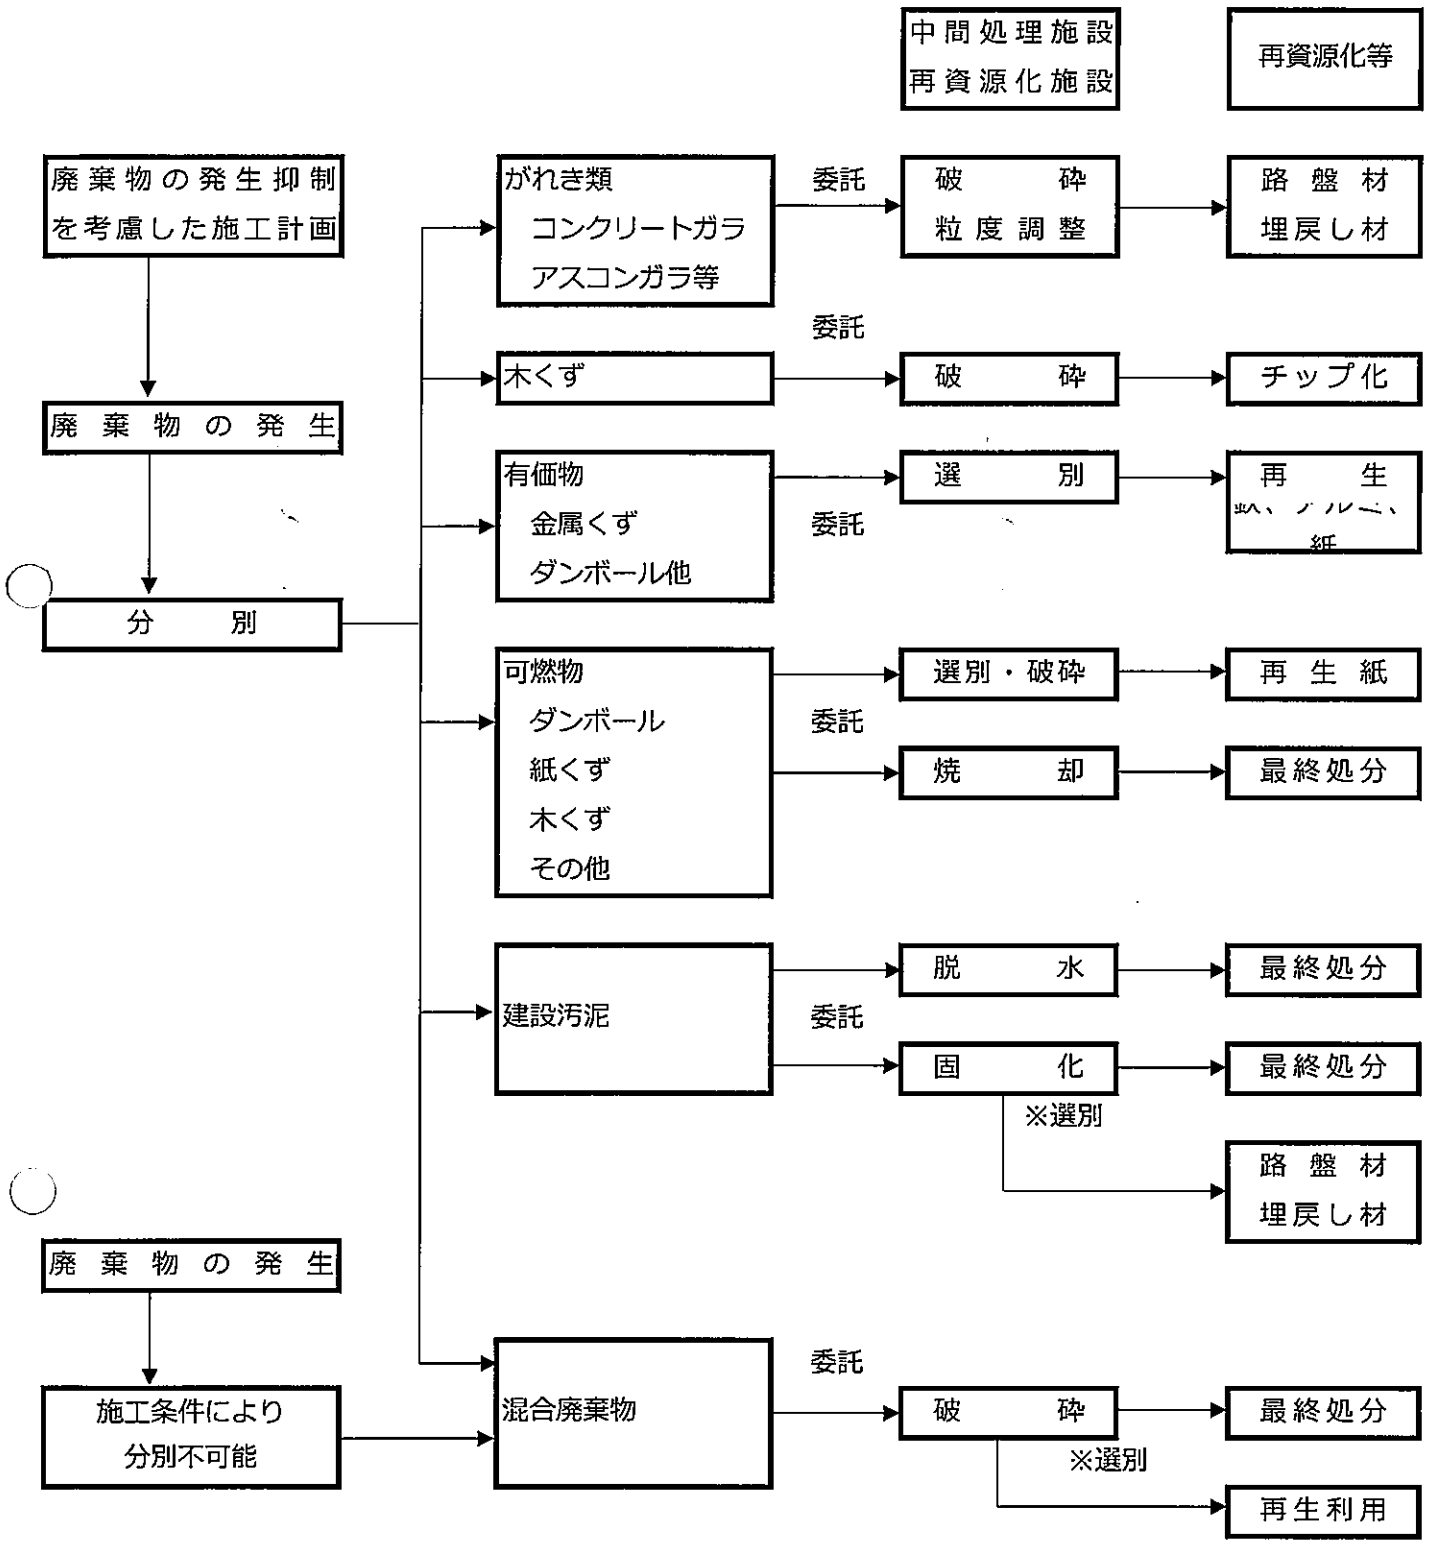 中間処理施設
再資源化施設
再資源化等
廃棄物の発生抑制
を考慮した施工計画
廃棄物の発生
分別
がれき類
コンクリートガラ
アスコンガラ等
委託
破砕
粒度調整
路盤材
埋戻し材
木くず
委託
破砕
チップ化
有価物
金属くず
ダンボール他
委託
選別
再生
紙
可燃物
ダンボール
紙くず
木くず
その他
委託
選別・破砕
再生紙
焼却
最終処分
建設汚泥
委託
脱水
最終処分
固化
最終処分
※選別
路盤材
埋戻し材
廃棄物の発生
施工条件により
分別不可能
混合廃棄物
委託
破砕
最終処分
※選別
再生利用